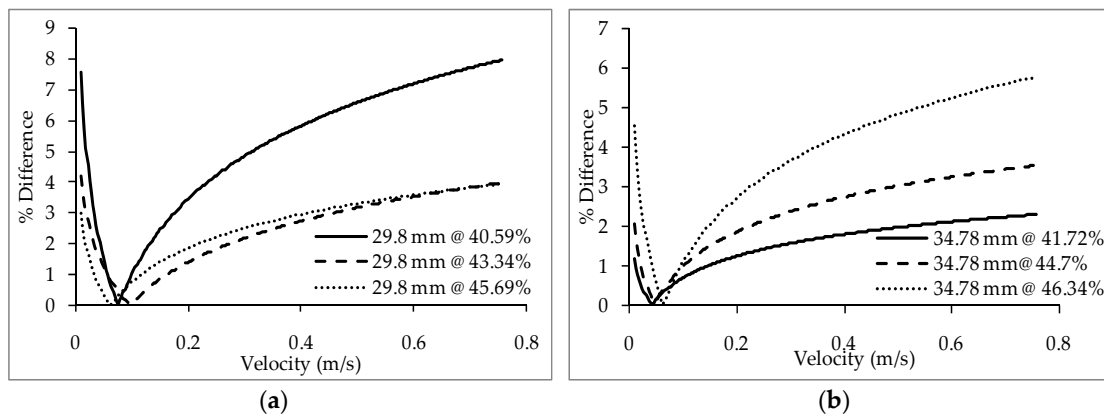 9
8
7
6
5
4
3
2
1
0
% Difference
29.8 mm @ 40.59%
29.8 mm @ 43.34%
29.8 mm @ 45.69%
0 0.2 0.4 0.6 0.8
Velocity (m/s)
(a)
7
6
5
4
3
2
1
0
% Difference
34.78 mm @ 41.72%
34.78 mm@ 44.7%
34.78 mm @ 46.34%
0 0.2 0.4 0.6 0.8
Velocity (m/s)
(b)